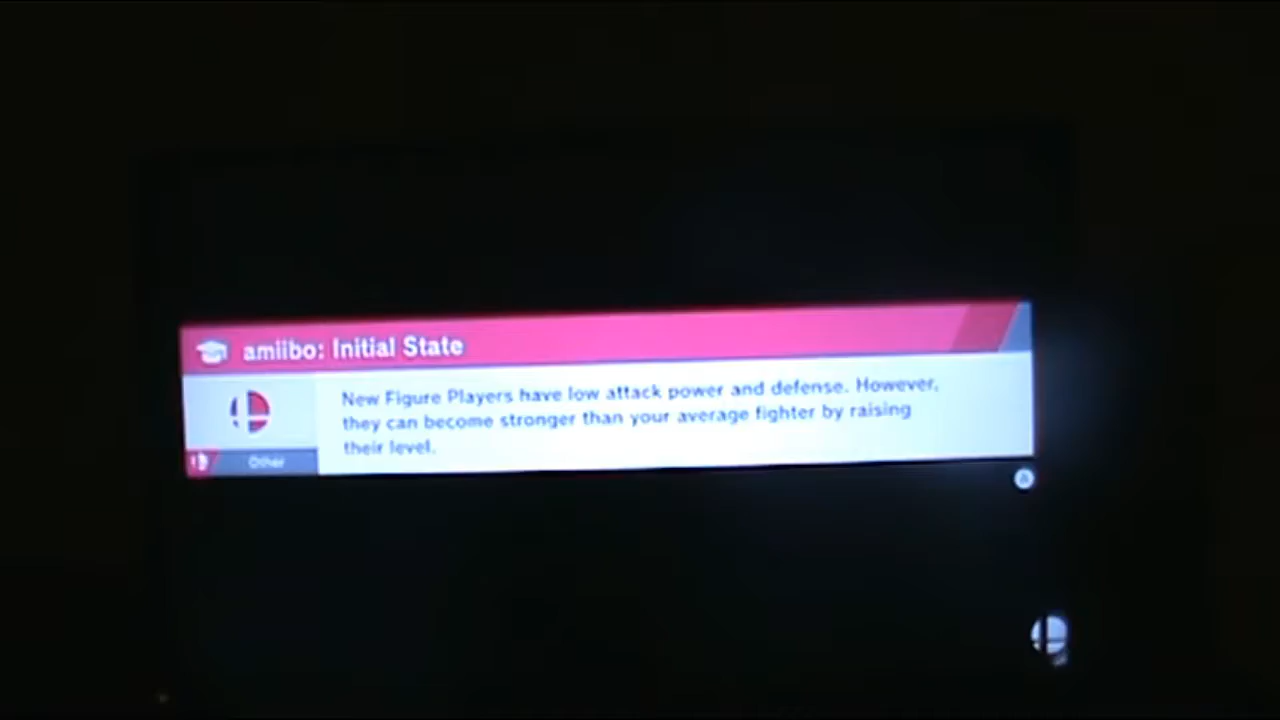 amiibo: Initial State
New Figure Players have low attack power and defense. However,
they can become stronger than your average fighter by raising
their level.
Other
A